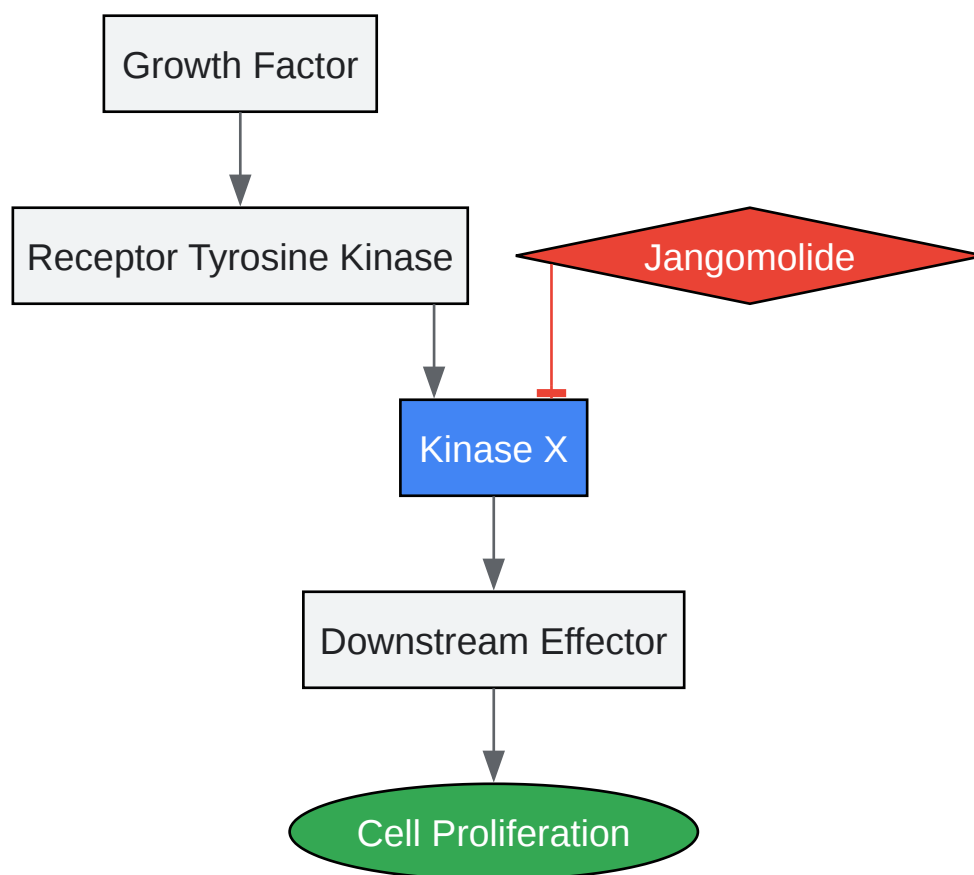 Growth Factor
Receptor Tyrosine Kinase
Jangomolide
Kinase X
Downstream Effector
Cell Proliferation